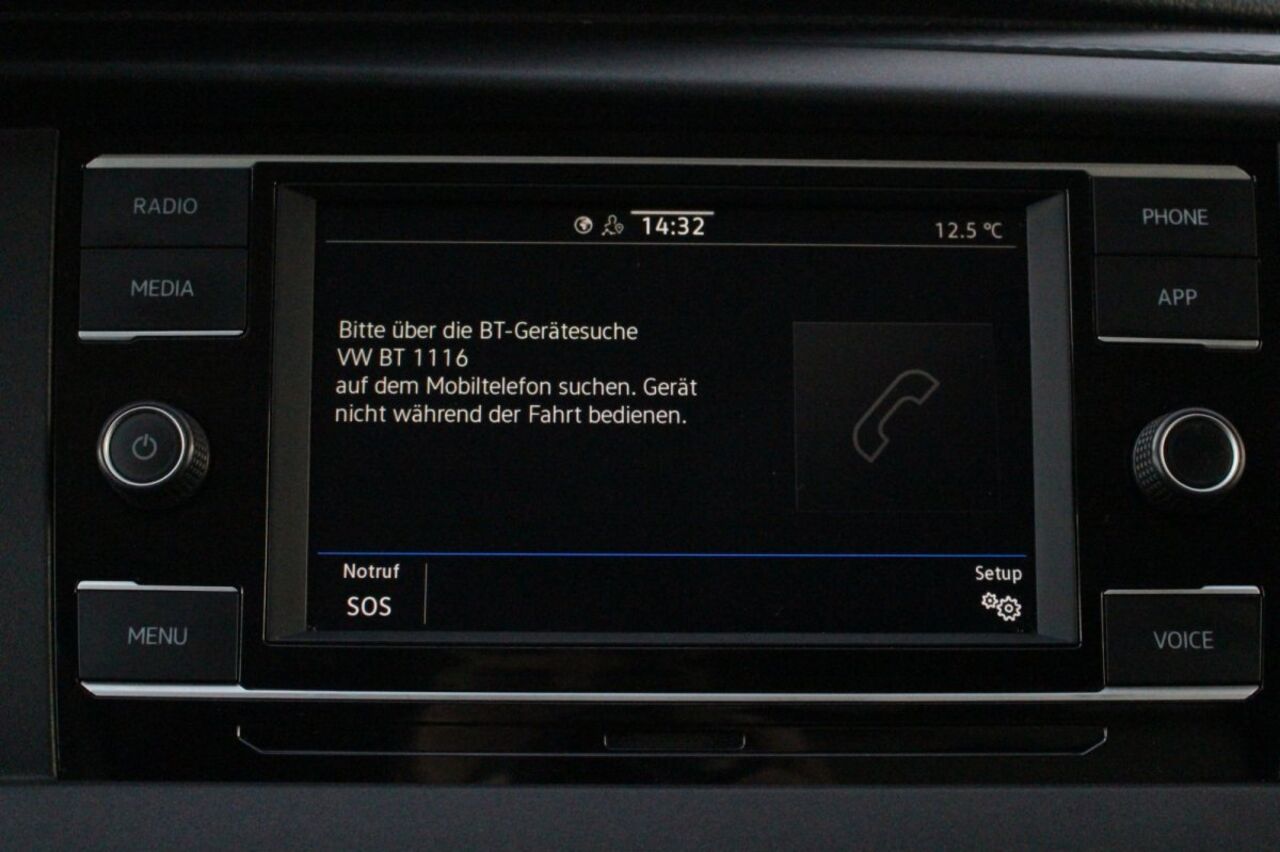 RADIO
MEDIA
MENU
14:32
12.5 °C
Bitte über die BT-Gerätesuche
VW BT 1116
auf dem Mobiltelefon suchen. Gerät
nicht während der Fahrt bedienen.
Notruf
SOS
Setup
PHONE
APP
VOICE